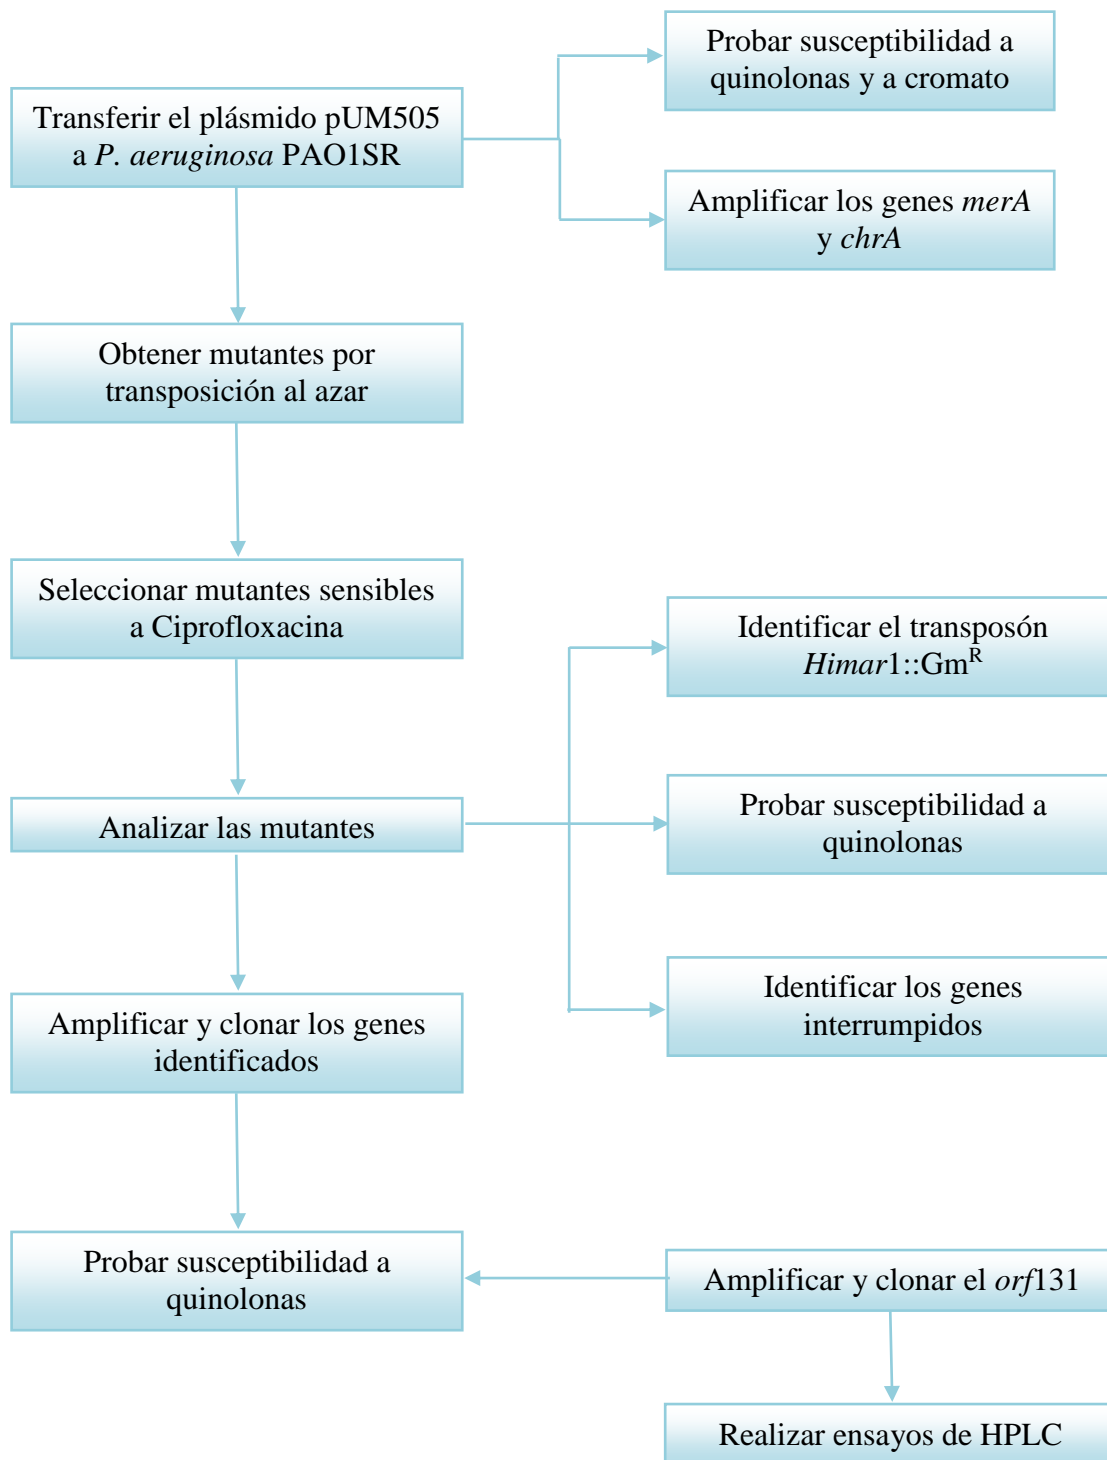 Probar susceptibilidad a
quinolonas y a cromato
Transferir el plásmido pUM505
a P. aeruginosa PAO1SR
Amplificar los genes merA
y chrA
Obtener mutantes por
transposición al azar
Seleccionar mutantes sensibles
a Ciprofloxacina
Identificar el transposón
Himar1::Gm^R
Analizar las mutantes
Probar susceptibilidad a
quinolonas
Identificar los genes
interrumpidos
Amplificar y clonar los genes
identificados
Probar susceptibilidad a
quinolonas
Amplificar y clonar el orf131
Realizar ensayos de HPLC